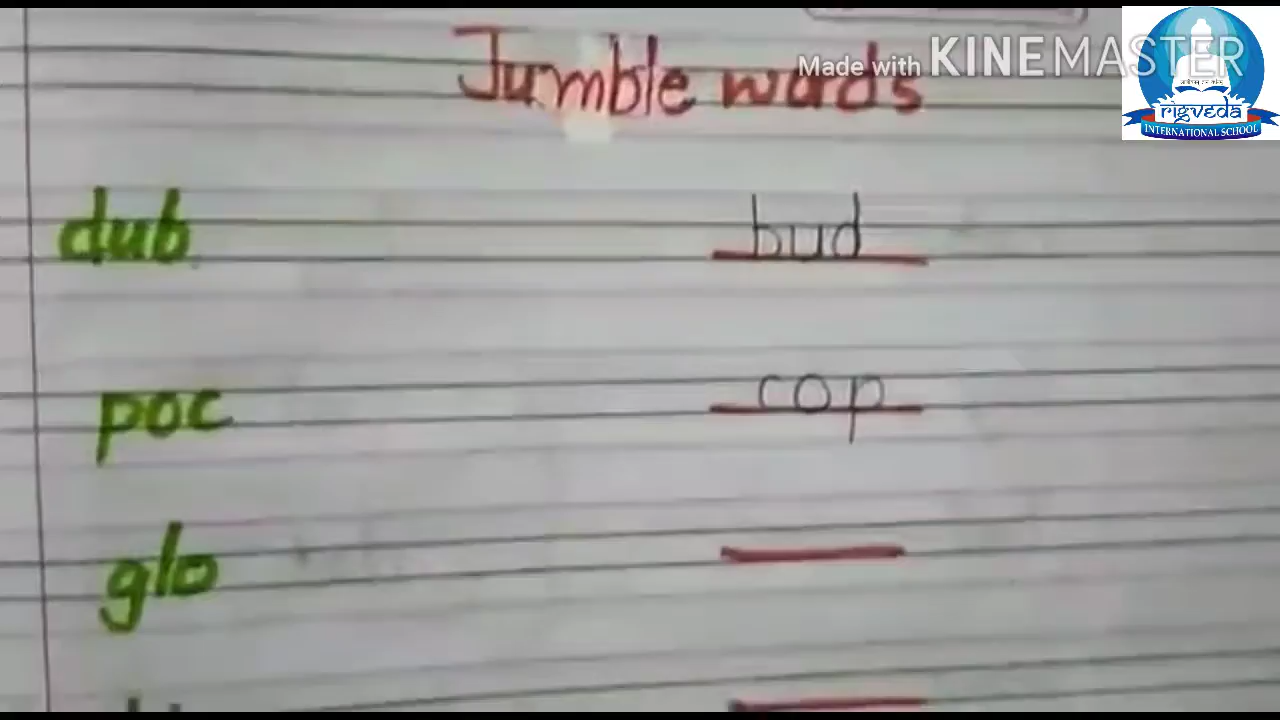 Jumble words
Made with KINEMASTER
rigveda
INTERNATIONAL SCHOOL
dub bud
poc cop
glo